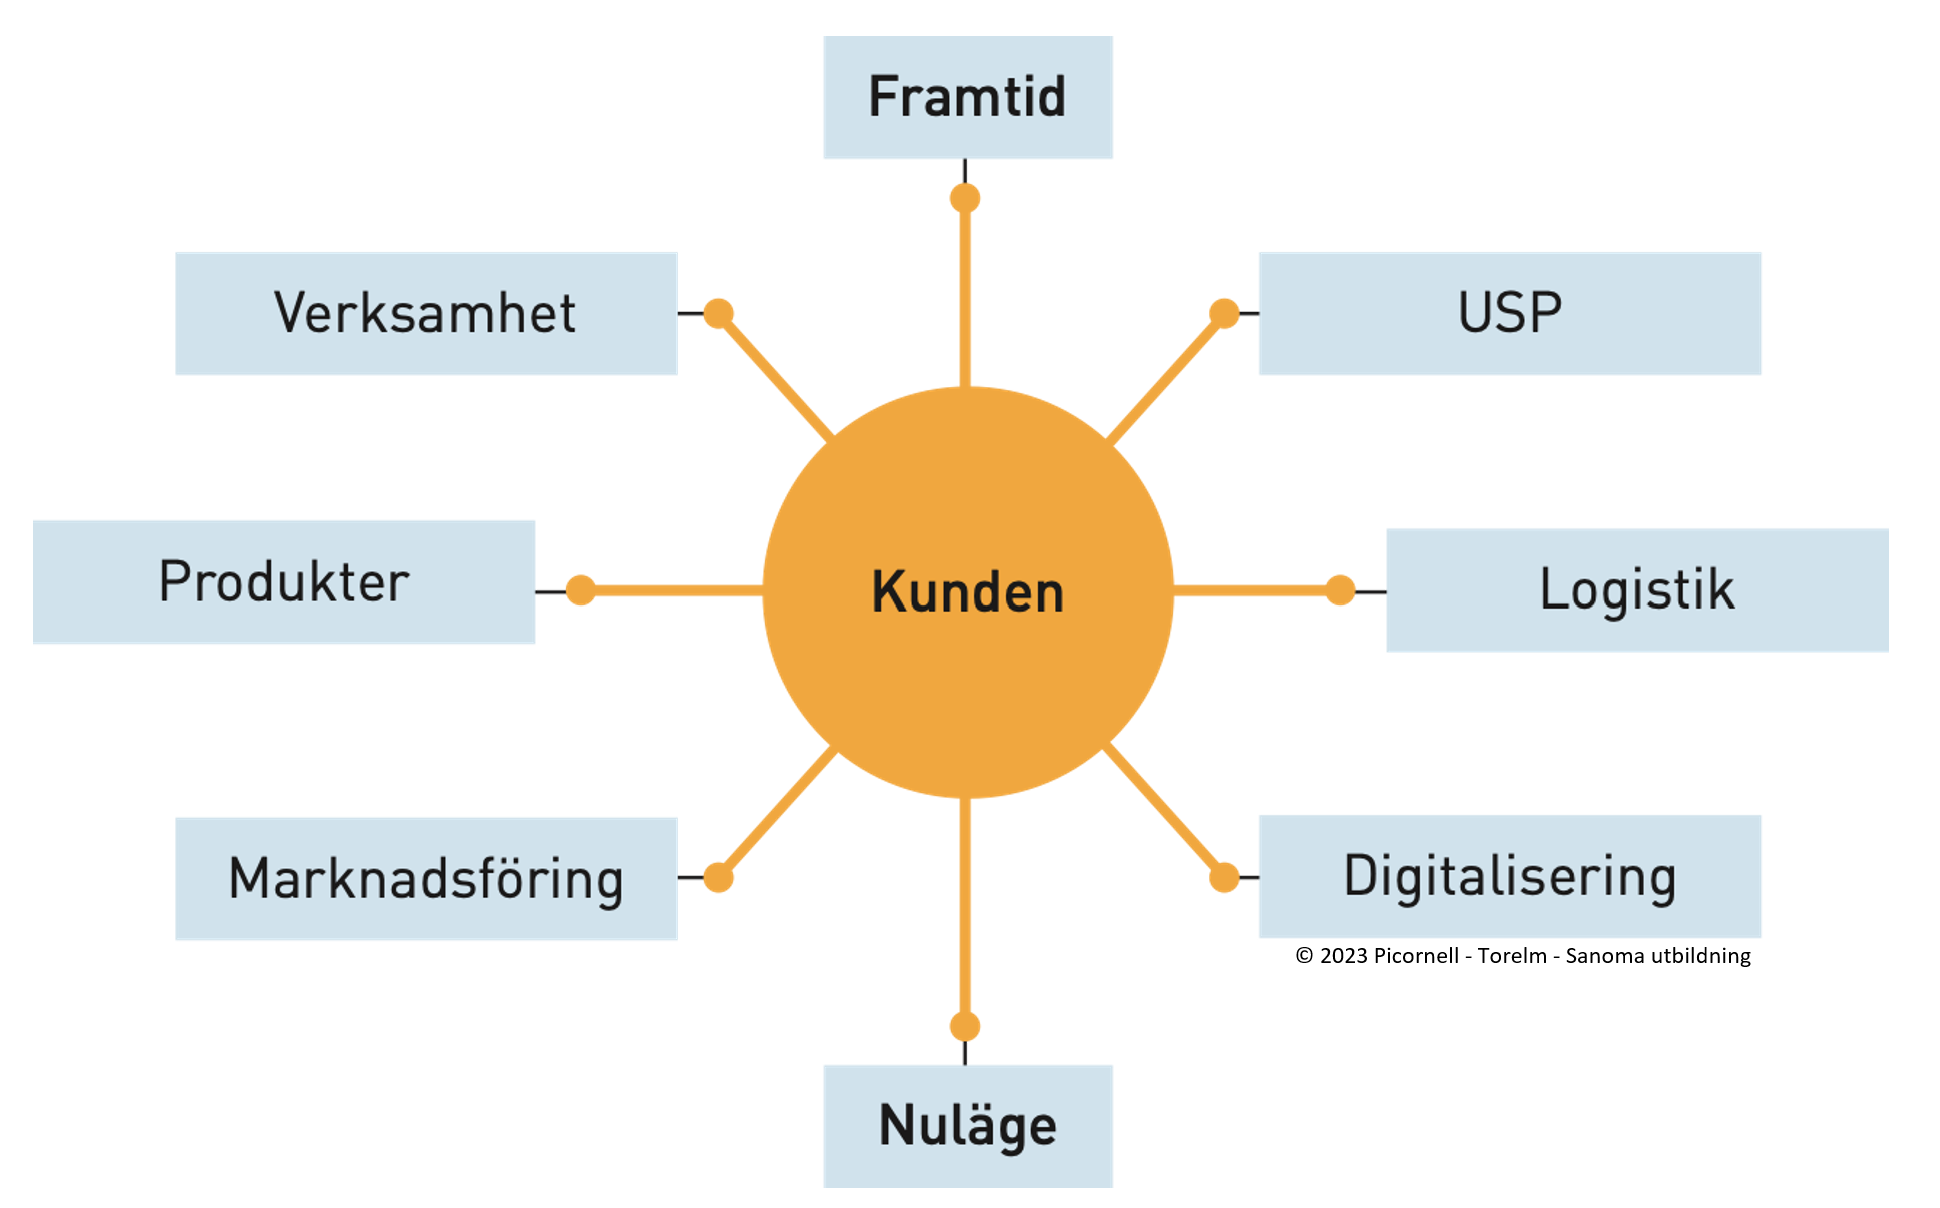 Framtid
Verksamhet
USP
Produkter
Kunden
Logistik
Marknadsföring
Digitalisering
© 2023 Picornell - Torelm - Sanoma utbildning
Nuläge